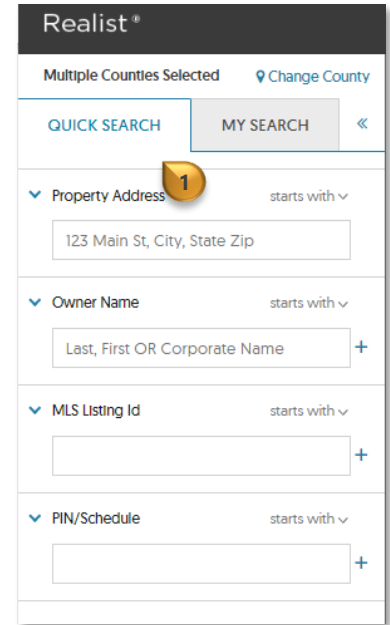 Realist®
Multiple Counties Selected Change County
QUICK SEARCH MY SEARCH «
1
Property Address starts with
123 Main St, City, State Zip
Owner Name starts with
Last, First OR Corporate Name +
MLS Listing Id starts with
+
PIN/Schedule starts with
+